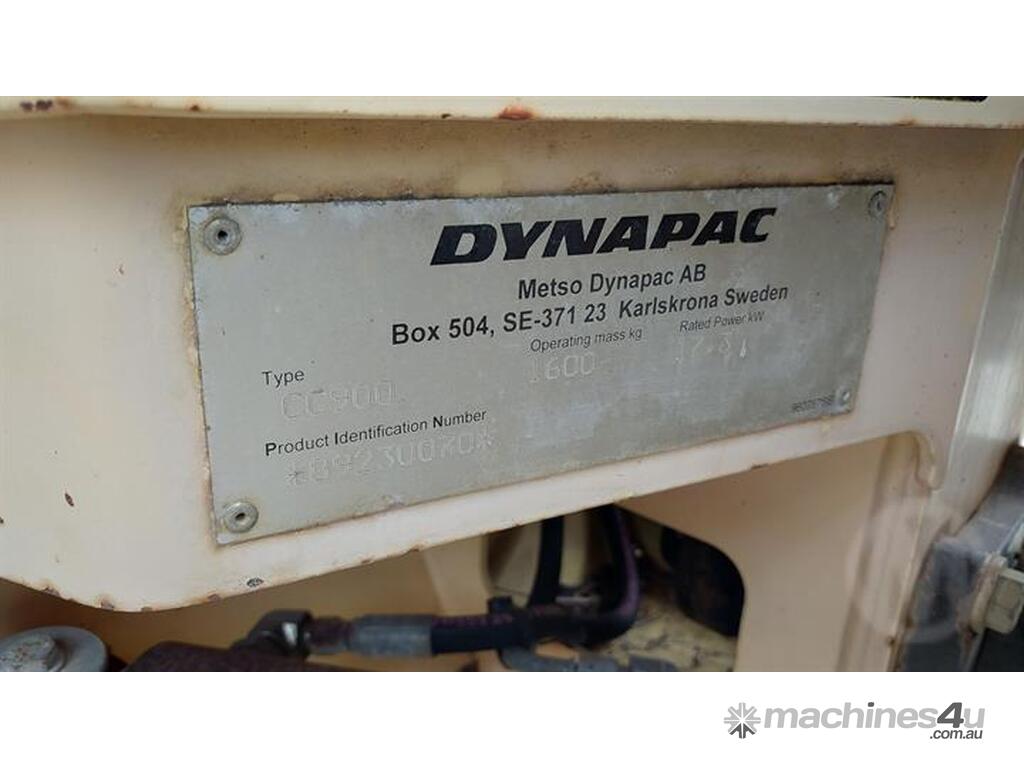 DYNAPAC
Metso Dynapac AB
Box 504, SE-371 23 Karlskrona Sweden
Type Operating mass kg Rated Power kW
CC900 1600
Product Identification Number
machines4u
.com.au